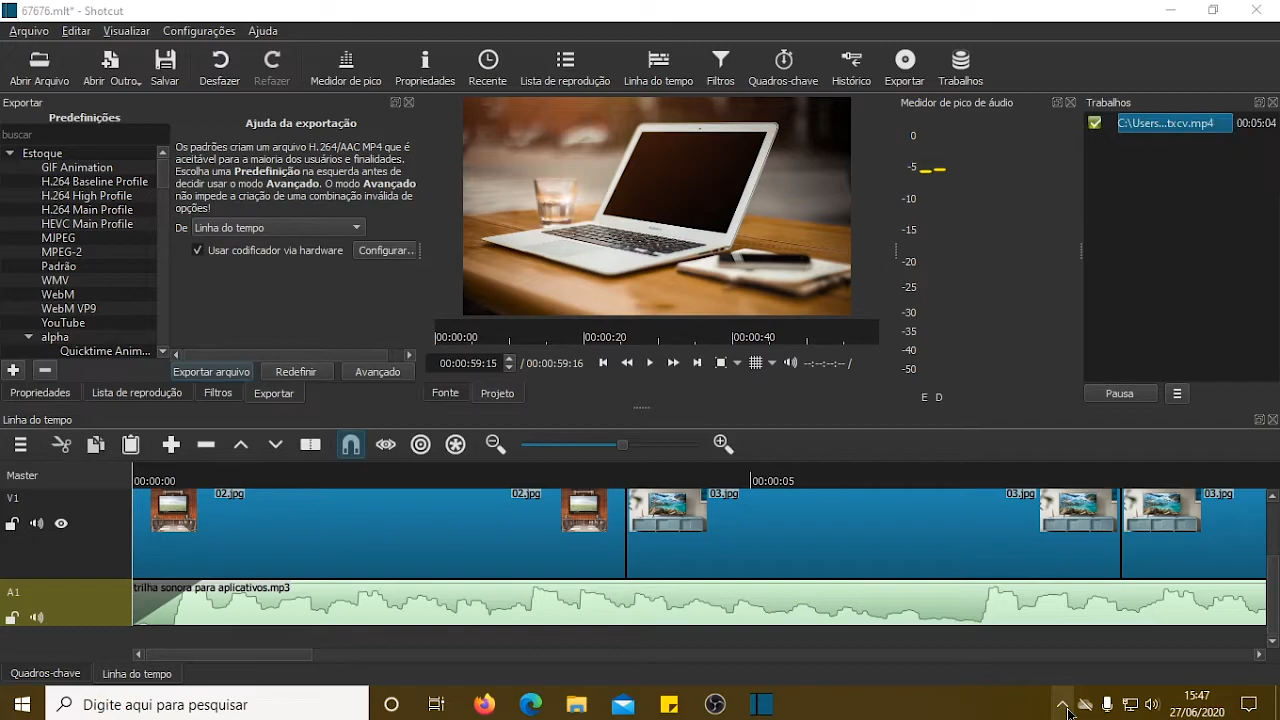 67676.mlt* - Shotcut
Arquivo Editar Visualizar Configurações Ajuda
Abrir Arquivo Abrir Outro.. Salvar Desfazer Refazer Medidor de pico Propriedades Recente Lista de reprodução Linha do tempo Filtros Quadros-chave Histórico Exportar Trabalhos
Exportar
Predefinições
buscar
Estoque
GIF Animation
H.264 Baseline Profile
H.264 High Profile
H.264 Main Profile
HEVC Main Profile
MJPEG
MPEG-2
Padrão
WMV
WebM
WebM VP9
YouTube
alpha
Quicktime Anim...
Ajuda da exportação
Os padrões criam um arquivo H.264/AAC MP4 que é
aceitável para a maioria dos usuários e finalidades.
Escolha uma Predefinição na esquerda antes de
decidir usar o modo Avançado. O modo Avançado
não impede a criação de uma combinação inválida de
opções!
De Linha do tempo
Usar codificador via hardware Configurar...
Exportar arquivo Redefinir Avançado
Propriedades Lista de reprodução Filtros Exportar
00:00:00 00:00:20 00:00:40
00:00:59:15 / 00:00:59:16 --:--:--:-- /
Fonte Projeto
Medidor de pico de áudio
0
-5
-10
-15
-20
-25
-30
-35
-40
-50
E D
Trabalhos
C:\Users...txcv.mp4 00:05:04
Pausa
Linha do tempo
Master
00:00:00 00:00:05
V1
02.jpg 02.jpg 03.jpg 03.jpg 03.jpg
A1
trilha sonora para aplicativos.mp3
Quadros-chave Linha do tempo
Digite aqui para pesquisar
15:47
27/06/2020